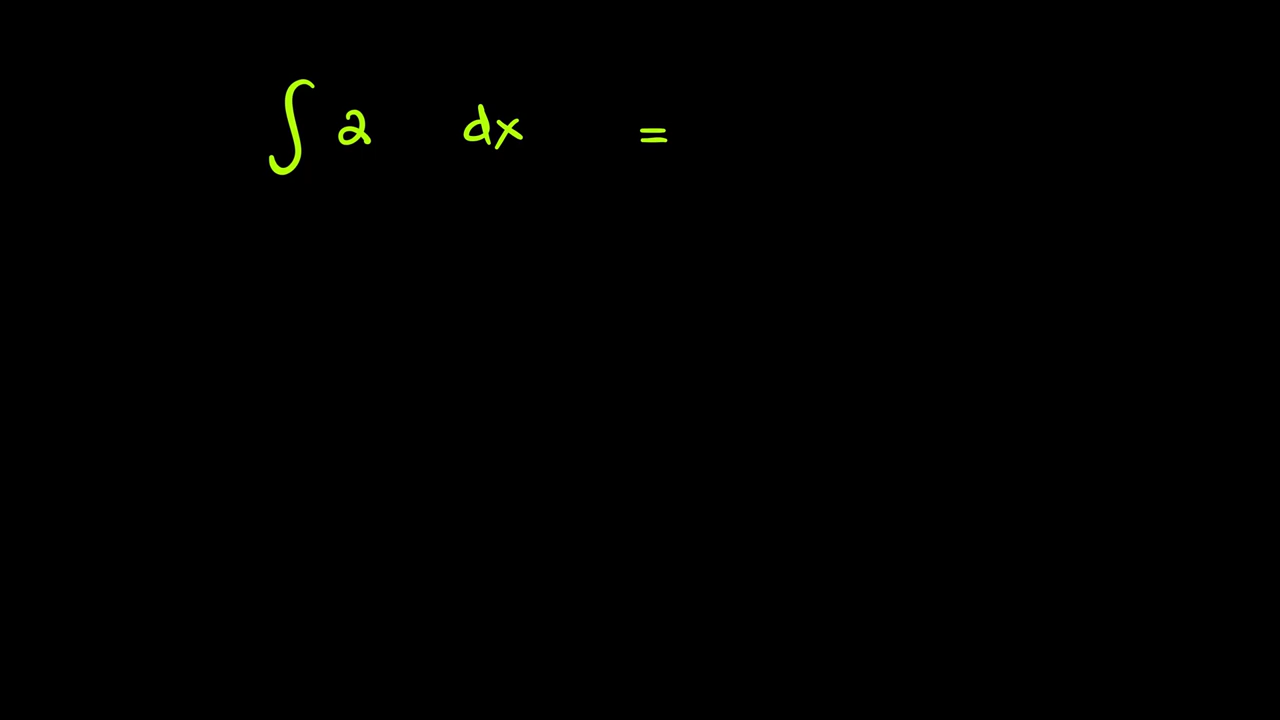 ∫ 2 dx =